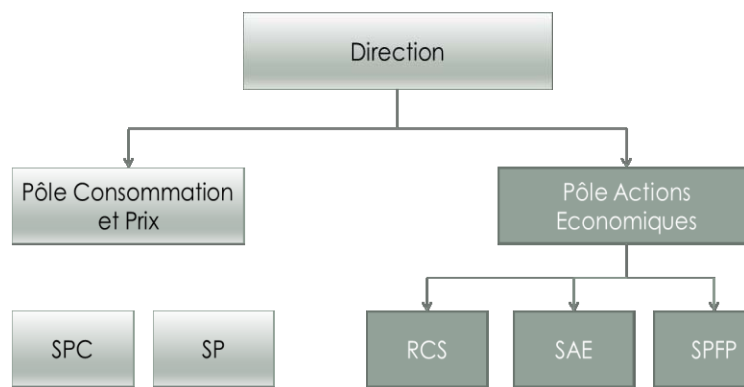 Direction
Pôle Consommation
et Prix
Pôle Actions
Economiques
SPC
SP
RCS
SAE
SPFP